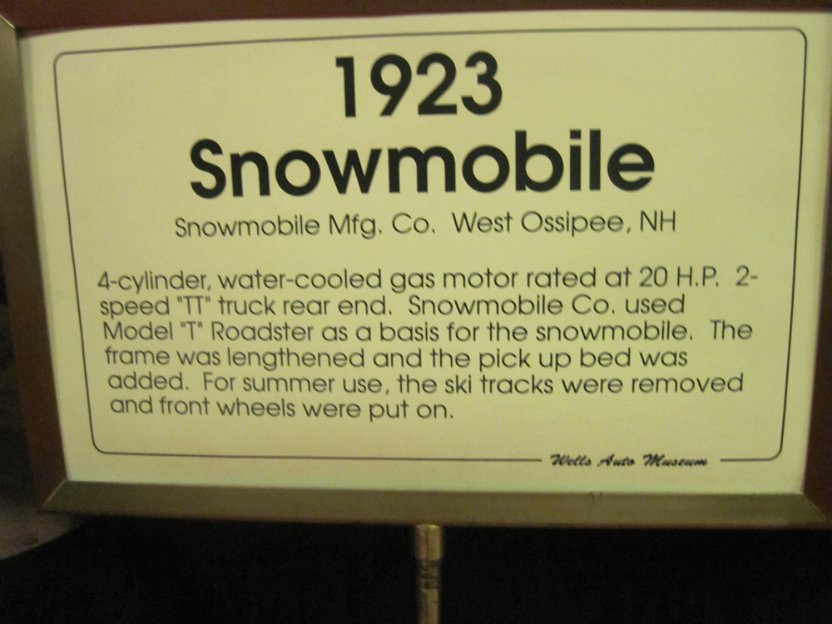 1923
Snowmobile
Snowmobile Mfg. Co. West Ossipee, NH
4-cylinder, water-cooled gas motor rated at 20 H.P. 2-
speed "TT" truck rear end. Snowmobile Co. used
Model "T" Roadster as a basis for the snowmobile. The
frame was lengthened and the pick up bed was
added. For summer use, the ski tracks were removed
and front wheels were put on.
Wells Auto Museum